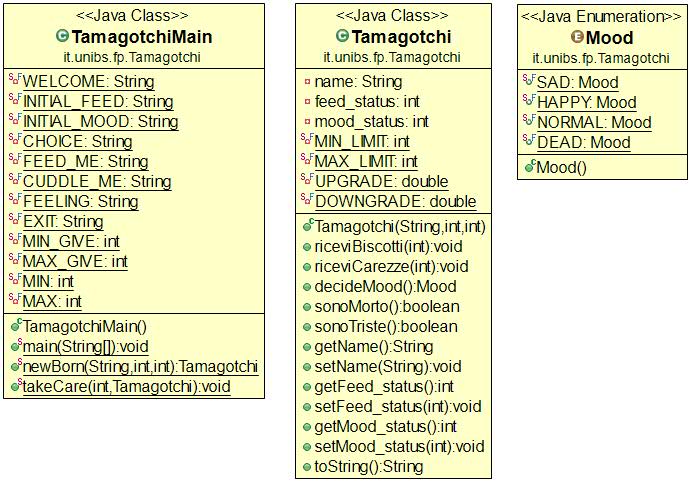 <<Java Class>>
TamagotchiMain
it.unibs.fp.Tamagotchi
WELCOME: String
INITIAL_FEED: String
INITIAL_MOOD: String
CHOICE: String
FEED_ME: String
CUDDLE_ME: String
FEELING: String
EXIT: String
MIN_GIVE: int
MAX_GIVE: int
MIN: int
MAX: int
TamagotchiMain()
main(String[]):void
newBorn(String,int,int):Tamagotchi
takeCare(int,Tamagotchi):void
<<Java Class>>
Tamagotchi
it.unibs.fp.Tamagotchi
name: String
feed_status: int
mood_status: int
MIN_LIMIT: int
MAX_LIMIT: int
UPGRADE: double
DOWNGRADE: double
Tamagotchi(String,int,int)
riceviBiscotti(int):void
riceviCarezze(int):void
decideMood():Mood
sonoMorto():boolean
sonoTriste():boolean
getName():String
setName(String):void
getFeed_status():int
setFeed_status(int):void
getMood_status():int
setMood_status(int):void
toString():String
<<Java Enumeration>>
Mood
it.unibs.fp.Tamagotchi
SAD: Mood
HAPPY: Mood
NORMAL: Mood
DEAD: Mood
Mood()